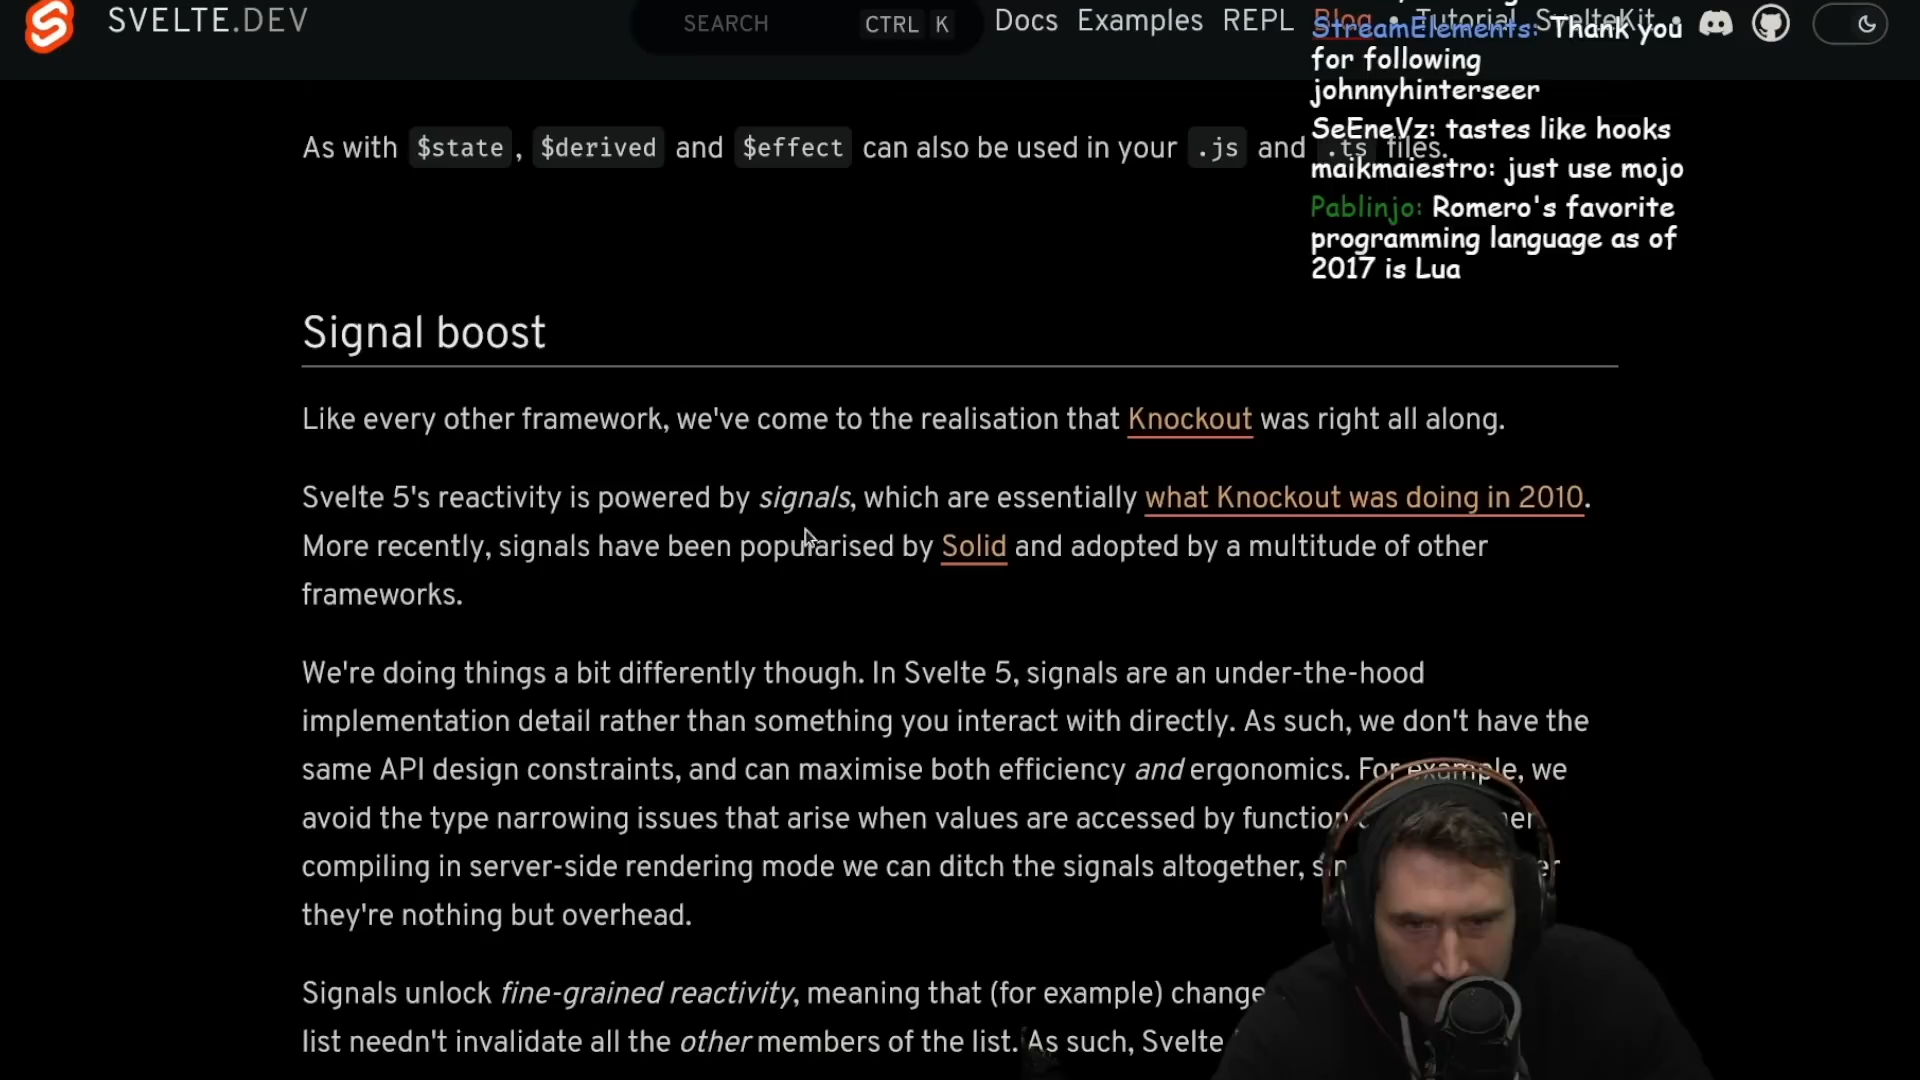 SVELTE.DEV
SEARCH CTRL K
Docs Examples REPL Blog • Tutorial SvelteKit •
StreamElements: Thank you
for following
johnnyhinterseer
SeEneVz: tastes like hooks
maikmaiestro: just use mojo
Pablinjo: Romero's favorite
programming language as of
2017 is Lua
As with $state, $derived and $effect can also be used in your .js and .ts files.
Signal boost
Like every other framework, we've come to the realisation that Knockout was right all along.
Svelte 5's reactivity is powered by signals, which are essentially what Knockout was doing in 2010.
More recently, signals have been popularised by Solid and adopted by a multitude of other
frameworks.
We're doing things a bit differently though. In Svelte 5, signals are an under-the-hood
implementation detail rather than something you interact with directly. As such, we don't have the
same API design constraints, and can maximise both efficiency and ergonomics. For example, we
avoid the type narrowing issues that arise when values are accessed by function
compiling in server-side rendering mode we can ditch the signals altogether,
they're nothing but overhead.
Signals unlock fine-grained reactivity, meaning that (for example) change
list needn't invalidate all the other members of the list. As such, Svelte